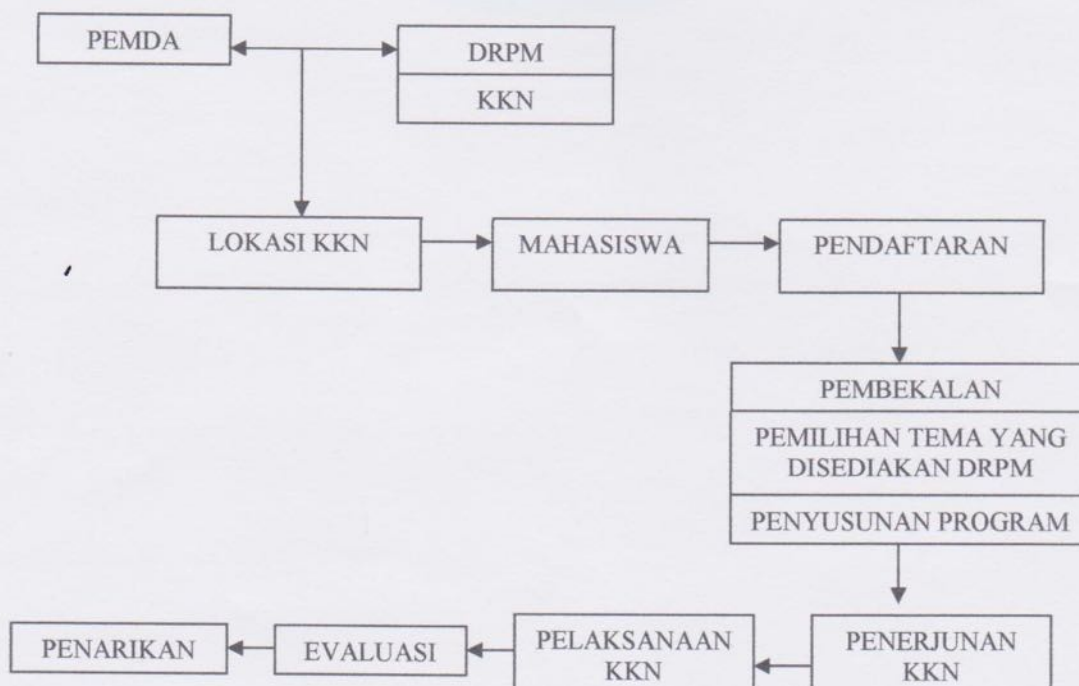 PEMDA
DRPM
KKN
LOKASI KKN
MAHASISWA
PENDAFTARAN
PEMBEKALAN
PEMILIHAN TEMA YANG
DISEDIAKAN DRPM
PENYUSUNAN PROGRAM
PENERJUNAN
KKN
PELAKSANAAN
KKN
EVALUASI
PENARIKAN